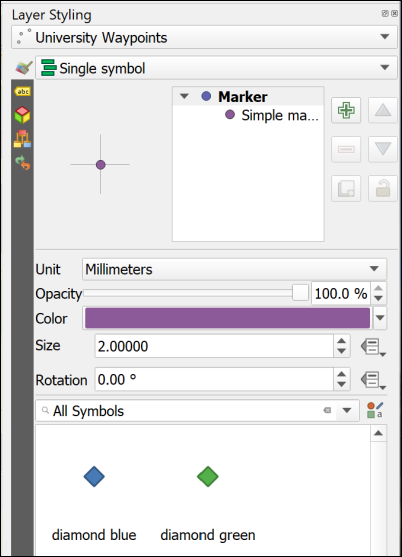 Layer Styling
University Waypoints
Single symbol
abc
Marker
Simple ma...
Unit Millimeters
Opacity 100.0 %
Color
Size 2.00000
Rotation 0.00 °
All Symbols
a
diamond blue diamond green